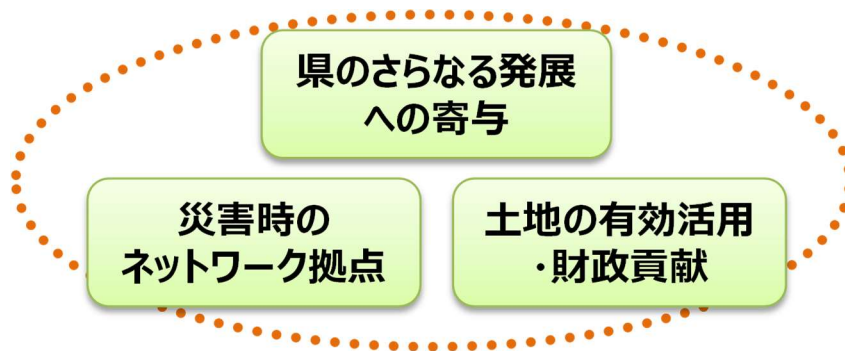 県のさらなる発展
への寄与
災害時の
ネットワーク拠点
土地の有効活用
・財政貢献